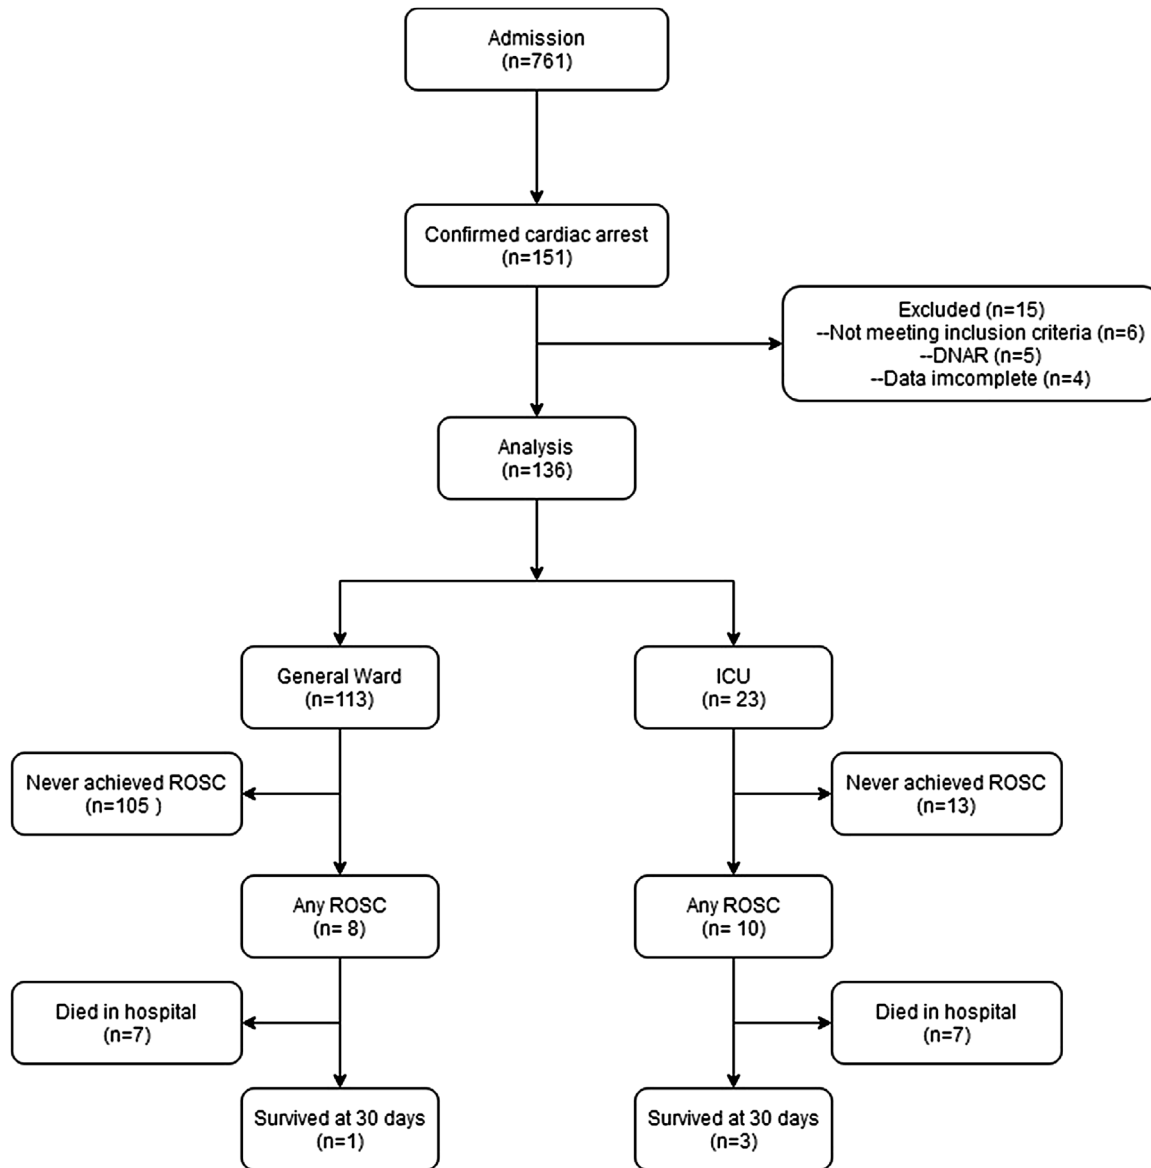 Admission
(n=761)
Confirmed cardiac arrest
(n=151)
Excluded (n=15)
--Not meeting inclusion criteria (n=6)
--DNAR (n=5)
--Data imcomplete (n=4)
Analysis
(n=136)
General Ward
(n=113)
ICU
(n= 23)
Never achieved ROSC
(n=105 )
Never achieved ROSC
(n=13)
Any ROSC
(n= 8)
Any ROSC
(n= 10)
Died in hospital
(n=7)
Died in hospital
(n=7)
Survived at 30 days
(n=1)
Survived at 30 days
(n=3)